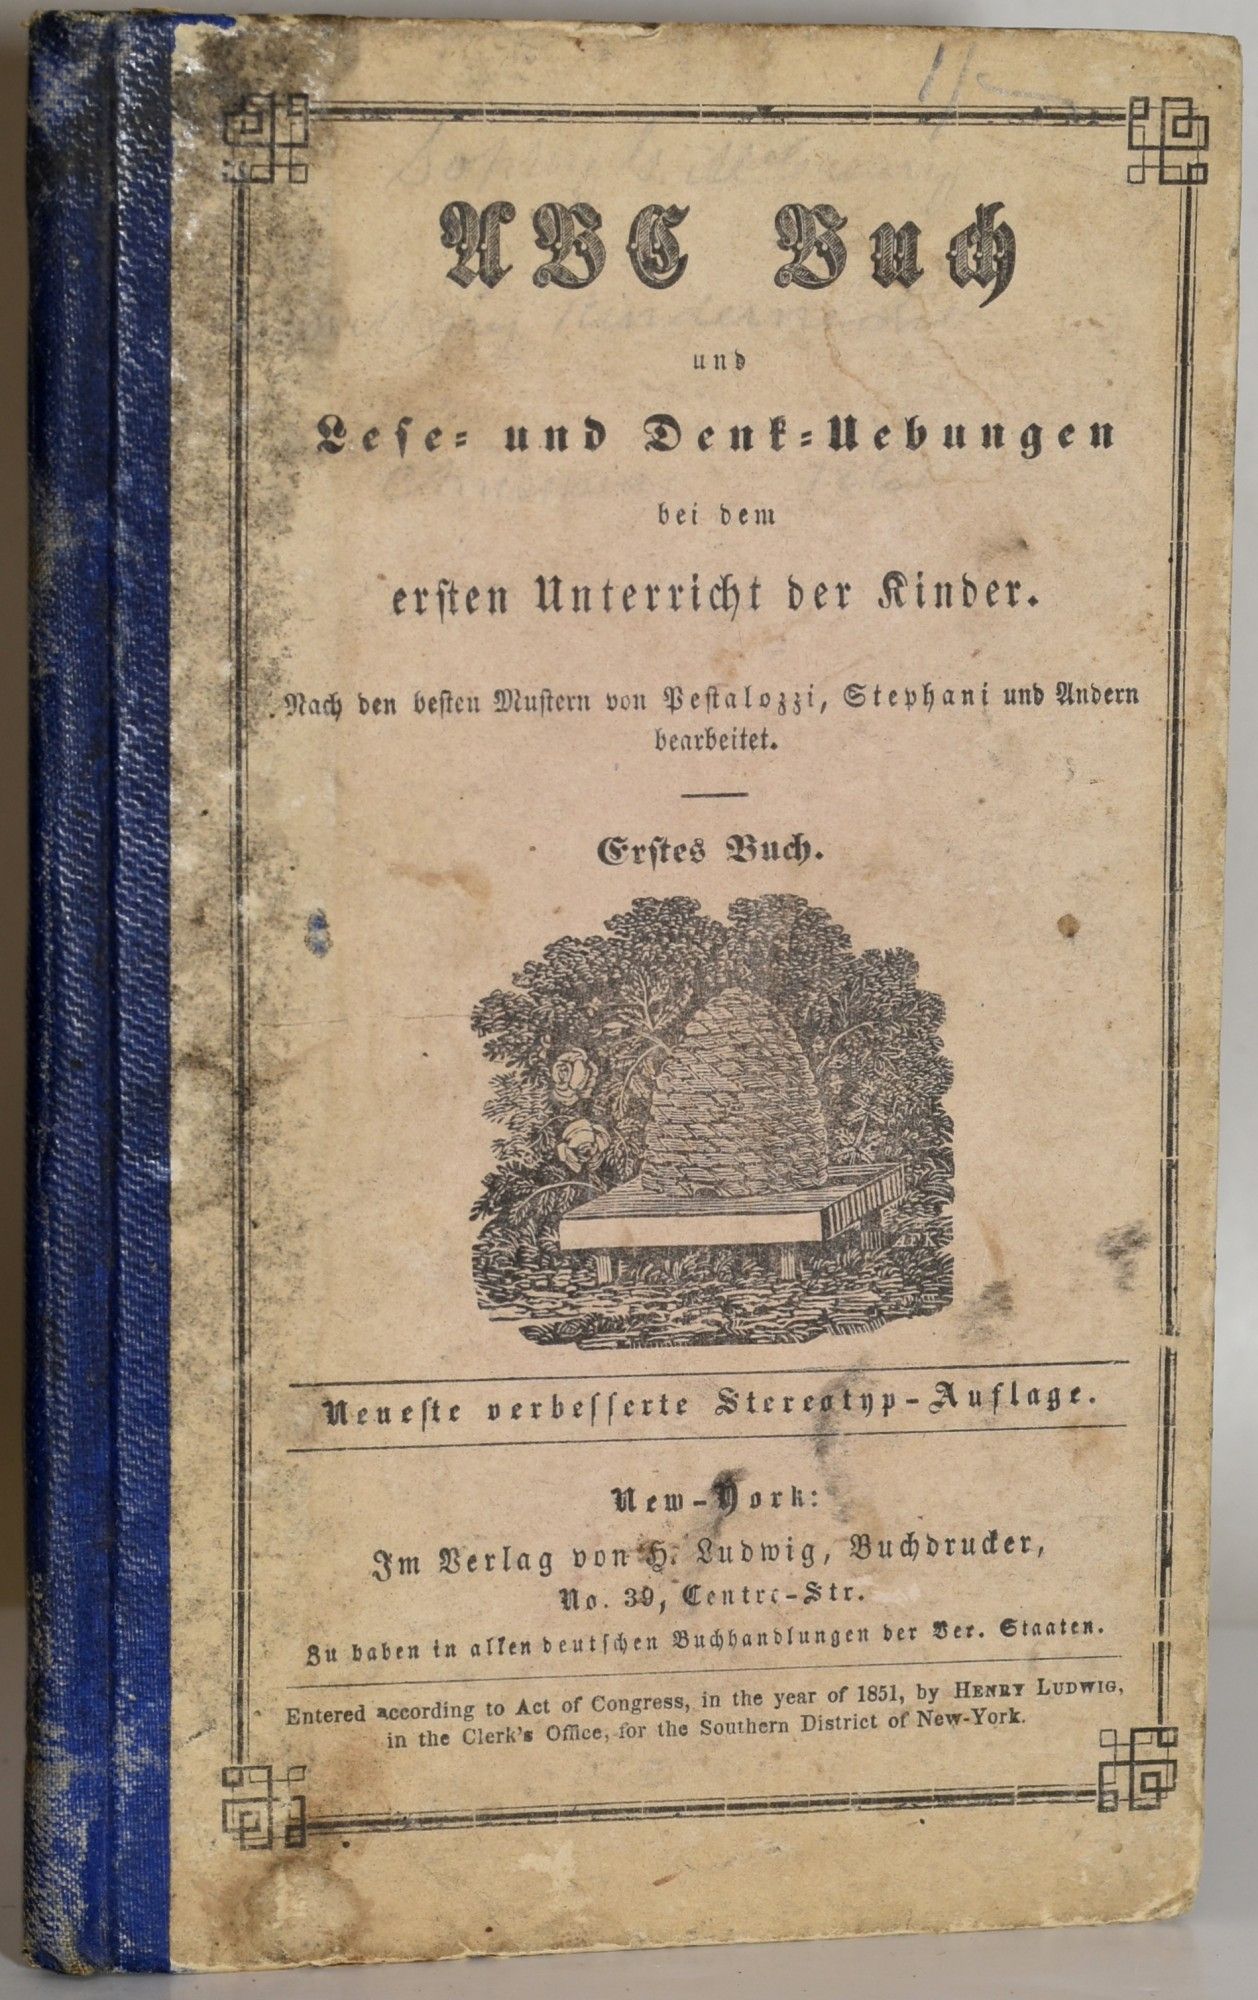 ABC Buch
und
Lese- und Denk-Uebungen
bei dem
ersten Unterricht der Kinder.
Nach den besten Mustern von Pestalozzi, Stephani und Andern
bearbeitet.
Erstes Buch.
AFK
Neueste verbesserte Stereotyp-Auflage.
New-York:
Im Verlag von H. Ludwig, Buchdrucker,
No. 39, Centre-Str.
Zu haben in allen deutschen Buchhandlungen der Ver. Staaten.
Entered according to Act of Congress, in the year of 1851, by Henry Ludwig,
in the Clerk's Office, for the Southern District of New-York.